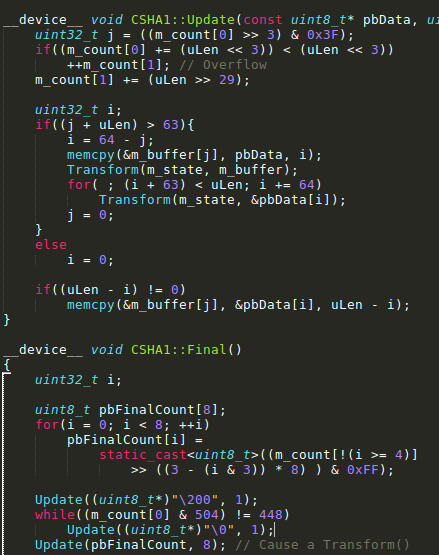 __device__ void CSHA1::Update(const uint8_t* pbData, ui
uint32_t j = ((m_count[0] >> 3) & 0x3F);
if((m_count[0] += (uLen << 3)) < (uLen << 3))
++m_count[1]; // Overflow
m_count[1] += (uLen >> 29);
uint32_t i;
if((j + uLen) > 63){
i = 64 - j;
memcpy(&m_buffer[j], pbData, i);
Transform(m_state, m_buffer);
for( ; (i + 63) < uLen; i += 64)
Transform(m_state, &pbData[i]);
j = 0;
}
else
i = 0;
if((uLen - i) != 0)
memcpy(&m_buffer[j], &pbData[i], uLen - i);
}
__device__ void CSHA1::Final()
{
uint32_t i;
uint8_t pbFinalCount[8];
for(i = 0; i < 8; ++i)
pbFinalCount[i] =
static_cast<uint8_t>((m_count[!(i >= 4)]
>> ((3 - (i & 3)) * 8) ) & 0xFF);
Update((uint8_t*)"\200", 1);
while((m_count[0] & 504) != 448)
Update((uint8_t*)"\0", 1);
Update(pbFinalCount, 8); // Cause a Transform()